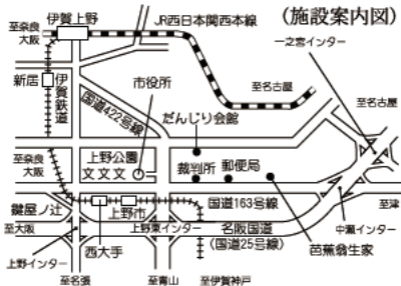 (施設案内図)
至奈良
大阪
伊賀上野
JR西日本関西本線
一之宮インター
新居
伊賀鉄道
市役所
至名古屋
至名古屋
国道422号線
だんじり会館
至奈良
大阪
上野公園
文文文
裁判所
郵便局
鍵屋ノ辻
上野市
国道163号線
至津
至大阪
上野東インター
名阪国道
(国道25号線)
中瀬インター
西大手
芭蕉翁生家
上野インター
至名張
至青山
至伊賀神戸